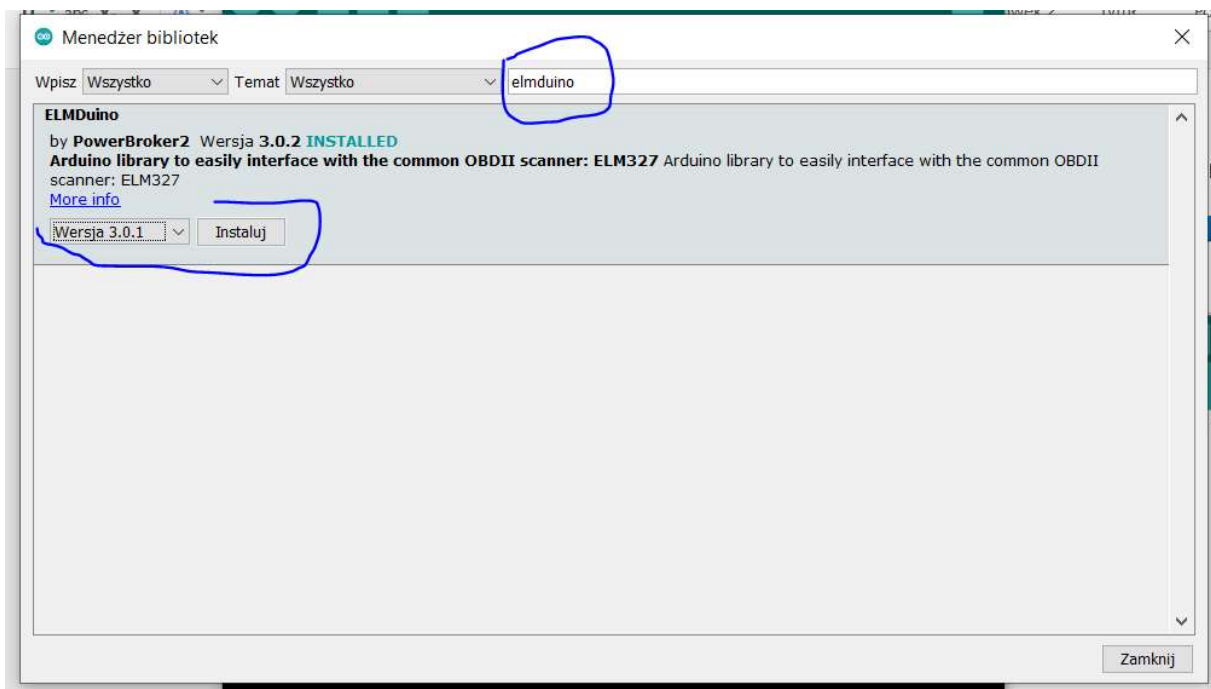 Menedżer bibliotek
Wpisz Wszystko Temat Wszystko elmduino
ELMDuino
by PowerBroker2 Wersja 3.0.2 INSTALLED
Arduino library to easily interface with the common OBDII scanner: ELM327 Arduino library to easily interface with the common OBDII
scanner: ELM327
More info
Wersja 3.0.1 Instaluj
Zamknij